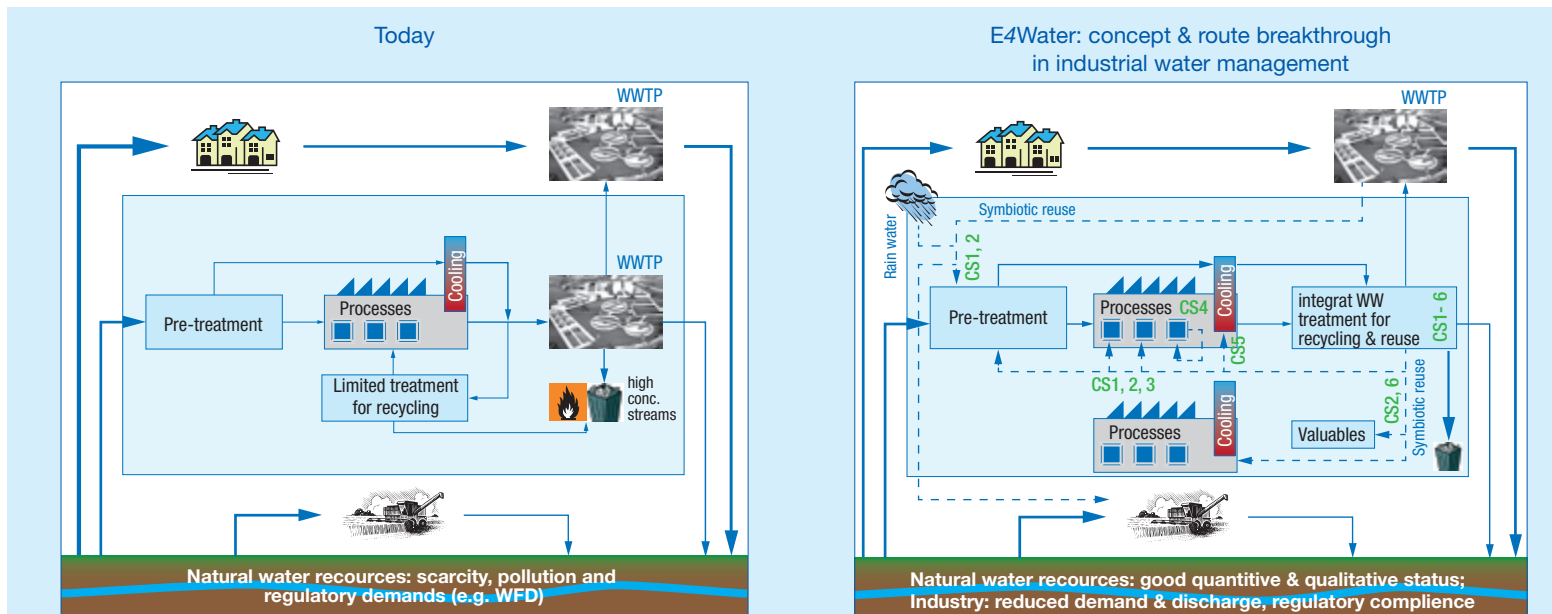 Today
WWTP
WWTP
Cooling
Pre-treatment
Processes
Limited treatment
for recycling
high
conc.
streams
Natural water recources: scarcity, pollution and
regulatory demands (e.g. WFD)
E4Water: concept & route breakthrough
in industrial water management
WWTP
Rain water
Symbiotic reuse
CS1, 2
Pre-treatment
Processes
CS4
Cooling
CS5
integrat WW
treatment for
recycling & reuse
CS1- 6
CS1, 2, 3
CS2, 6
Symbiotic reuse
Processes
Cooling
Valuables
Natural water recources: good quantitive & qualitative status;
Industry: reduced demand & discharge, regulatory complience